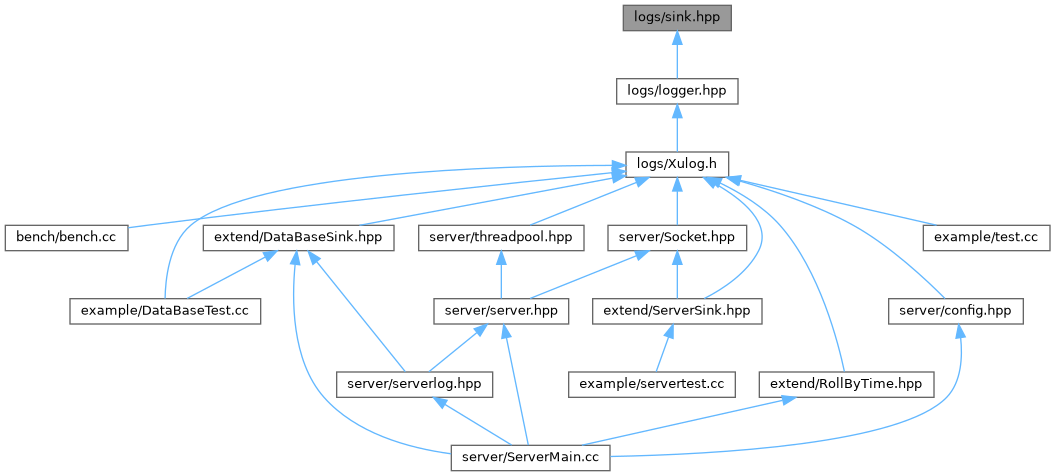 logs/sink.hpp
logs/logger.hpp
logs/Xulog.h
bench/bench.cc
extend/DataBaseSink.hpp
server/threadpool.hpp
server/Socket.hpp
example/test.cc
example/DataBaseTest.cc
server/server.hpp
extend/ServerSink.hpp
server/config.hpp
server/serverlog.hpp
example/servertest.cc
extend/RollByTime.hpp
server/ServerMain.cc